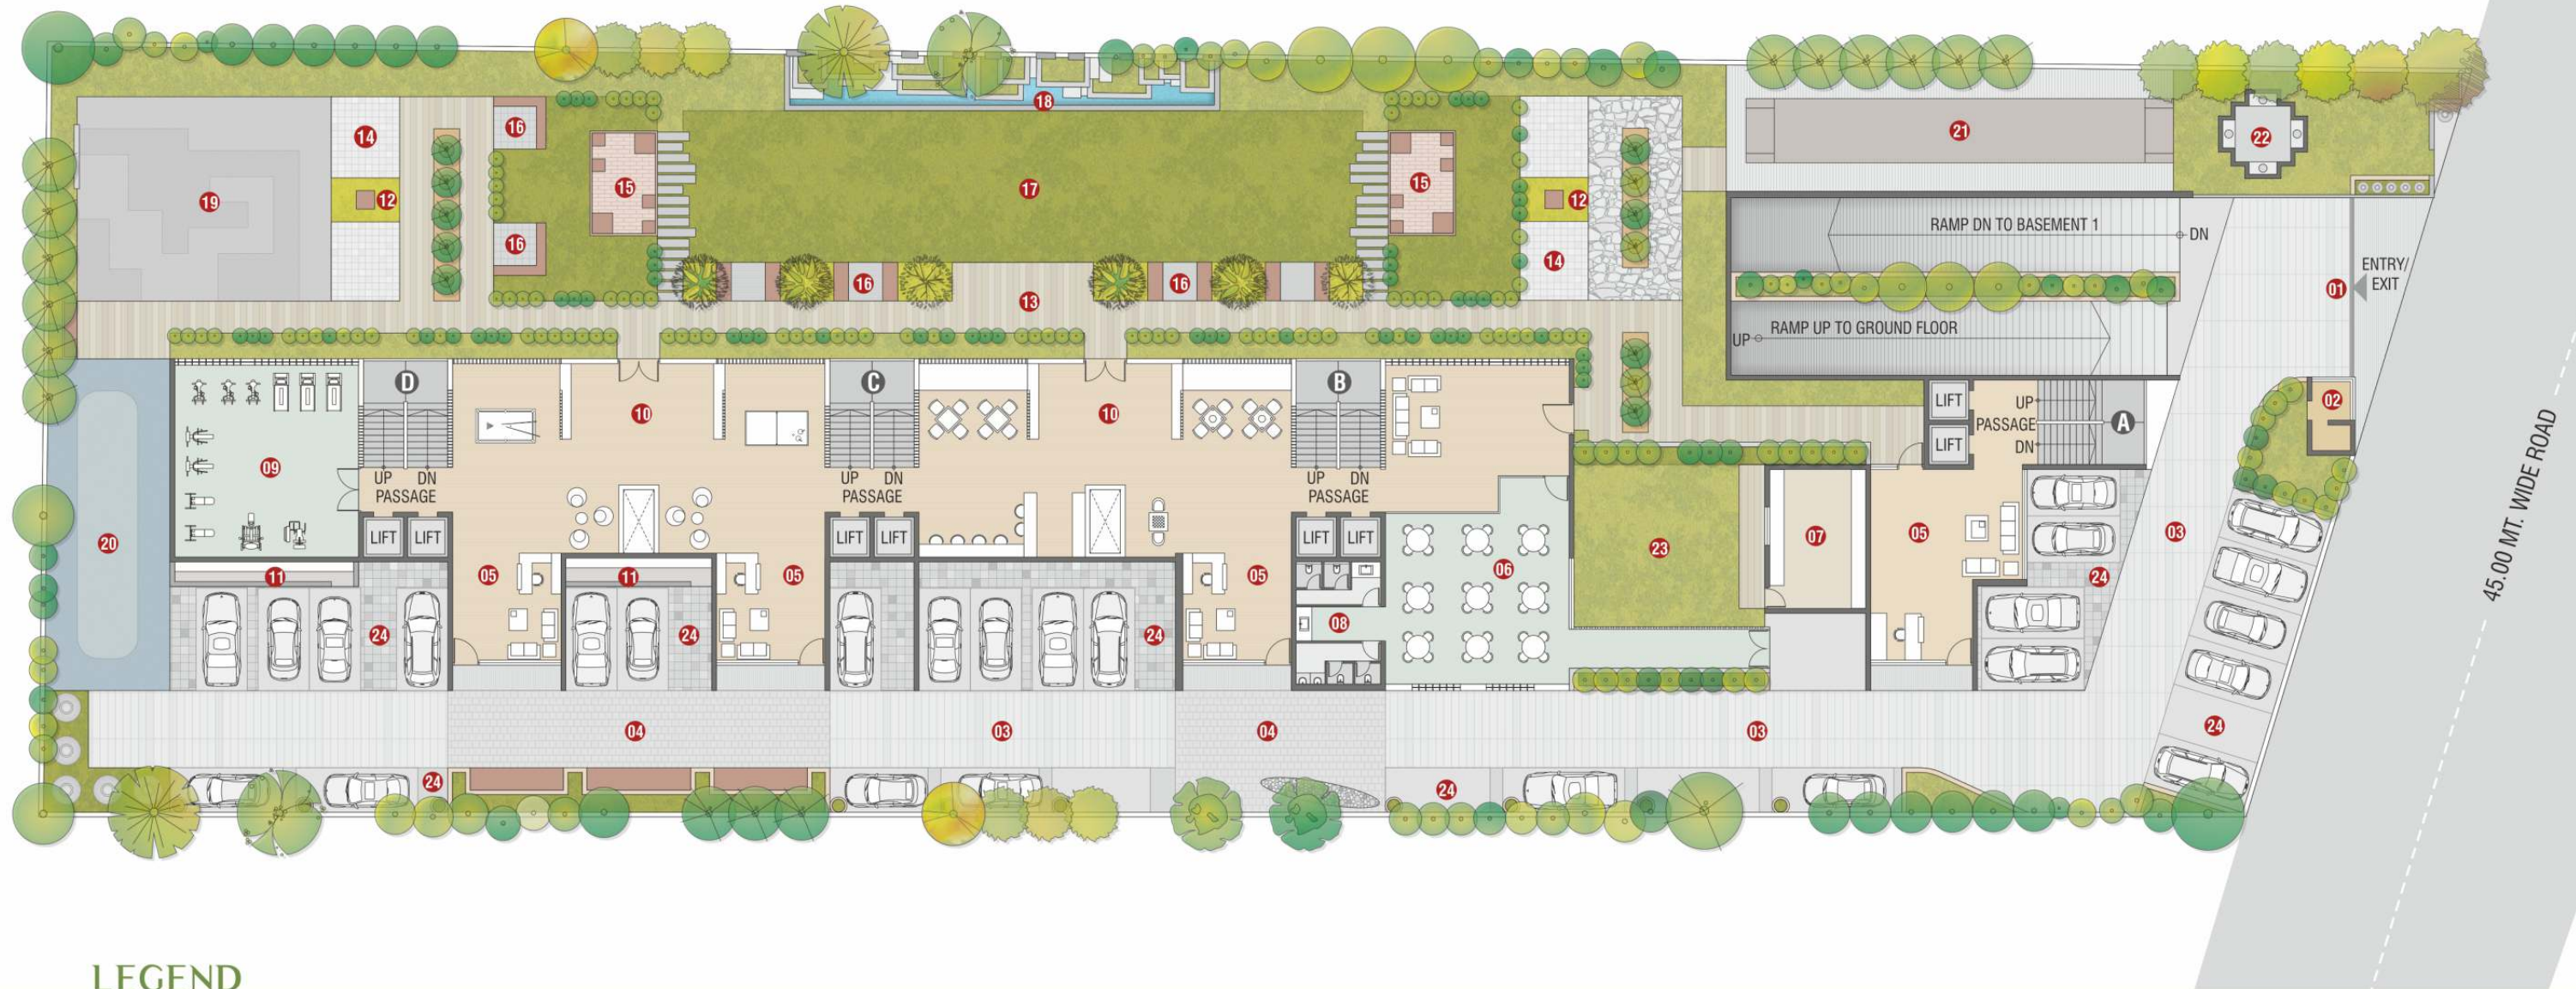 18
14
16
21
22
12
19
15
17
15
12
RAMP DN TO BASEMENT 1
DN
16
14
ENTRY/
EXIT
01
16
13
16
RAMP UP TO GROUND FLOOR
UP
D
C
B
10
10
LIFT
UP
PASSAGE
DN
A
02
LIFT
09
UP DN
PASSAGE
UP DN
PASSAGE
UP DN
PASSAGE
45.00 MT. WIDE ROAD
LIFT LIFT
LIFT LIFT
LIFT LIFT
20
23
07
05
03
11
05
11
05
05
06
24
24
24
24
08
04
03
04
03
24
24
24
LEGEND